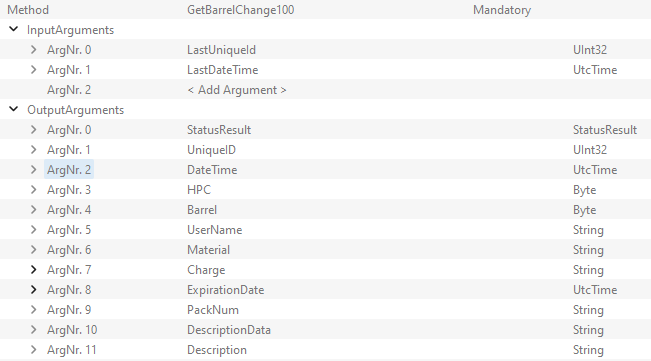 Method GetBarrelChange100 Mandatory
InputArguments
ArgNr. 0 LastUniqueId UInt32
ArgNr. 1 LastDateTime UtcTime
ArgNr. 2 < Add Argument >
OutputArguments
ArgNr. 0 StatusResult StatusResult
ArgNr. 1 UniqueID UInt32
ArgNr. 2 DateTime UtcTime
ArgNr. 3 HPC Byte
ArgNr. 4 Barrel Byte
ArgNr. 5 UserName String
ArgNr. 6 Material String
ArgNr. 7 Charge String
ArgNr. 8 ExpirationDate UtcTime
ArgNr. 9 PackNum String
ArgNr. 10 DescriptionData String
ArgNr. 11 Description String